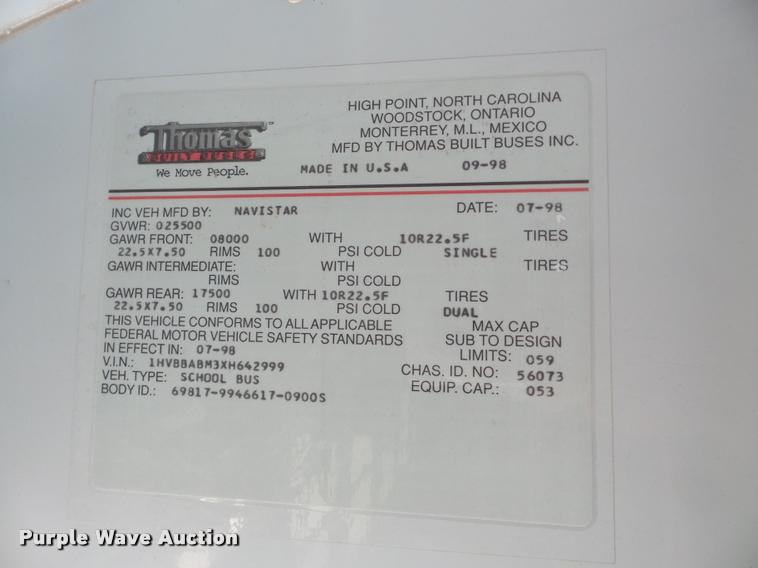 Thomas
BUILT BUSES
We Move People.
HIGH POINT, NORTH CAROLINA
WOODSTOCK, ONTARIO
MONTERREY, M.L., MEXICO
MFD BY THOMAS BUILT BUSES INC.
MADE IN U.S.A 09-98
INC VEH MFD BY: NAVISTAR DATE: 07-98
GVWR: 025500
GAWR FRONT: 08000 WITH 10R22.5F TIRES
22.5X7.50 RIMS 100 PSI COLD SINGLE
GAWR INTERMEDIATE: WITH TIRES
RIMS PSI COLD
GAWR REAR: 17500 WITH 10R22.5F TIRES
22.5X7.50 RIMS 100 PSI COLD DUAL
THIS VEHICLE CONFORMS TO ALL APPLICABLE MAX CAP
FEDERAL MOTOR VEHICLE SAFETY STANDARDS SUB TO DESIGN
IN EFFECT IN: 07-98 LIMITS: 059
V.I.N.: 1HVBBABM3XH642999 CHAS. ID. NO: 56073
VEH. TYPE: SCHOOL BUS EQUIP. CAP.: 053
BODY ID.: 69817-9946617-0900S
Purple Wave Auction